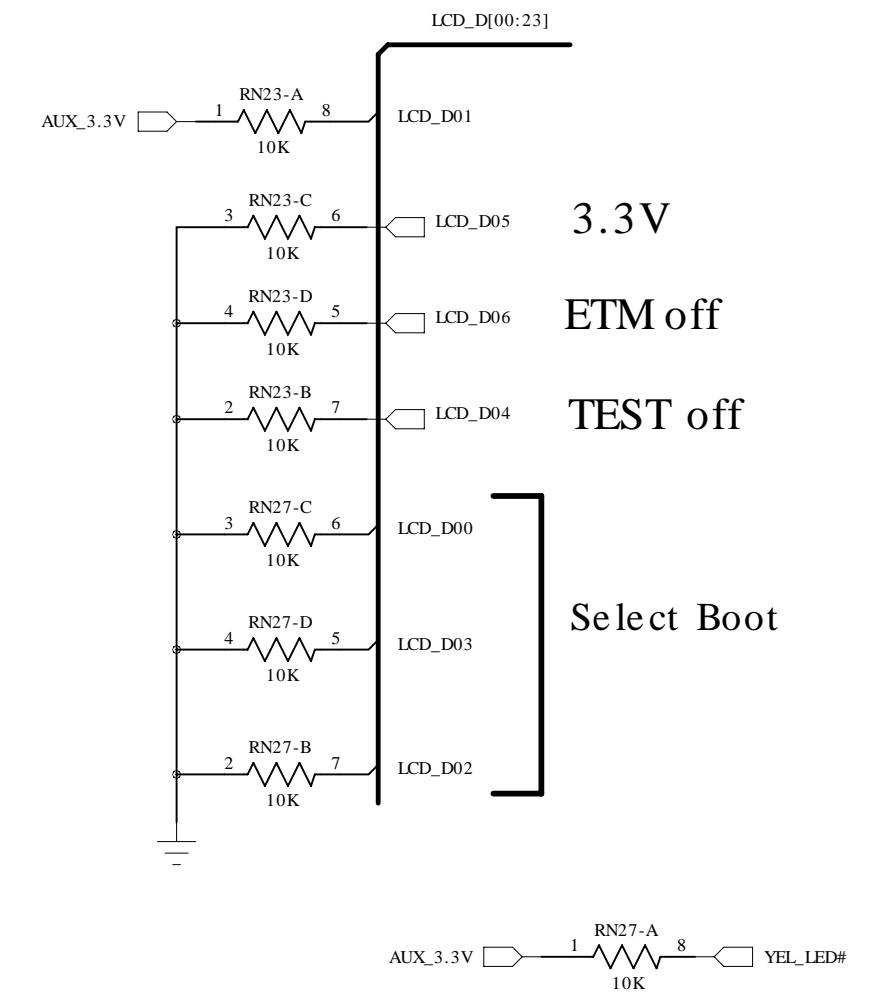 LCD_D[00:23]
RN23-A
AUX_3.3V 1 8 LCD_D01
10K
RN23-C
3 6 LCD_D05 3.3V
10K
RN23-D
4 5 LCD_D06 ETM off
10K
RN23-B
2 7 LCD_D04 TEST off
10K
RN27-C
3 6 LCD_D00
10K
Select Boot
RN27-D
4 5 LCD_D03
10K
RN27-B
2 7 LCD_D02
10K
RN27-A
AUX_3.3V 1 8 YEL_LED#
10K